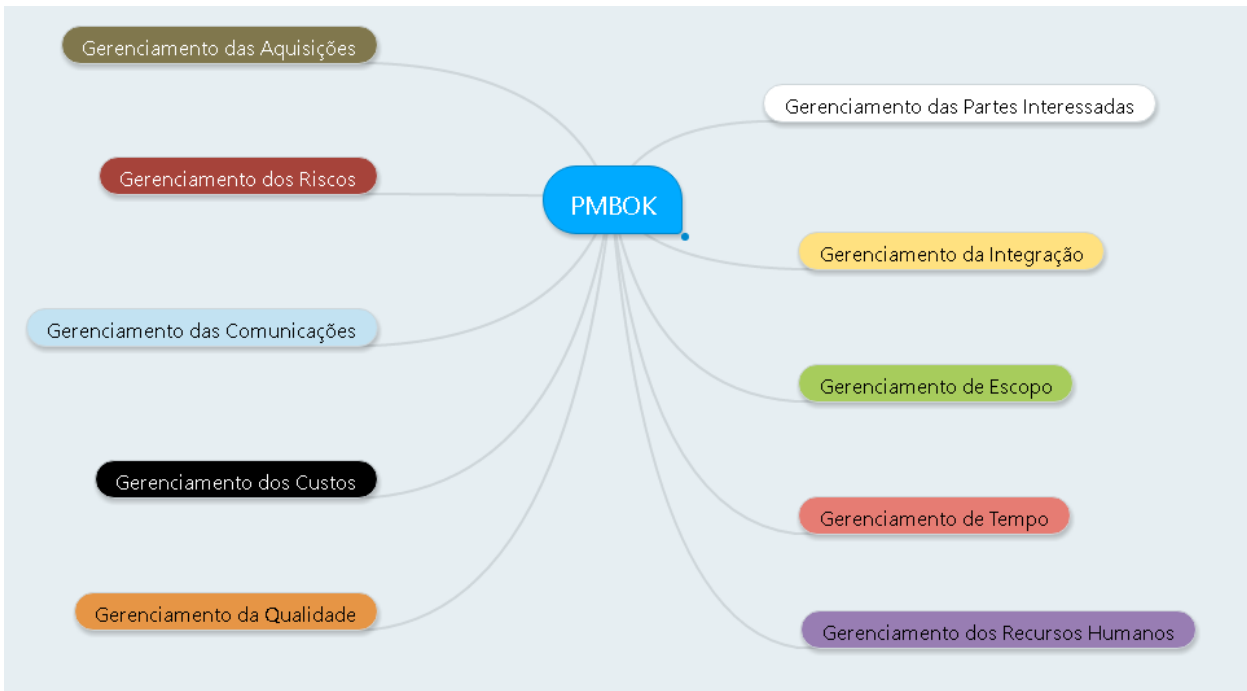 Gerenciamento das Aquisições
Gerenciamento das Partes Interessadas
Gerenciamento dos Riscos
PMBOK
Gerenciamento da Integração
Gerenciamento das Comunicações
Gerenciamento de Escopo
Gerenciamento dos Custos
Gerenciamento de Tempo
Gerenciamento da Qualidade
Gerenciamento dos Recursos Humanos